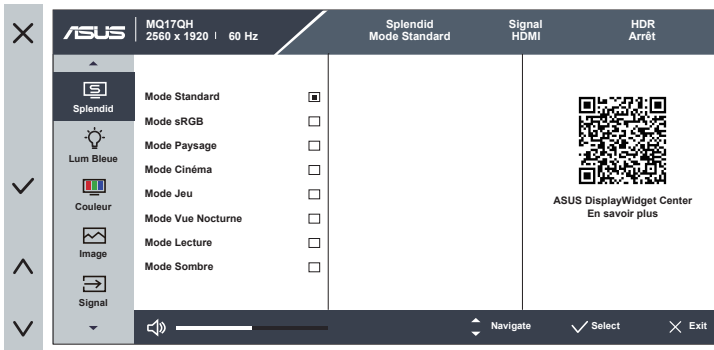 ASUS
MQ17QH
2560 x 1920 | 60 Hz
Splendid
Mode Standard
Signal
HDMI
HDR
Arrêt
Splendid
Lum Bleue
Couleur
Image
Signal
Mode Standard
Mode sRGB
Mode Paysage
Mode Cinéma
Mode Jeu
Mode Vue Nocturne
Mode Lecture
Mode Sombre
ASUS DisplayWidget Center
En savoir plus
Navigate
Select
Exit